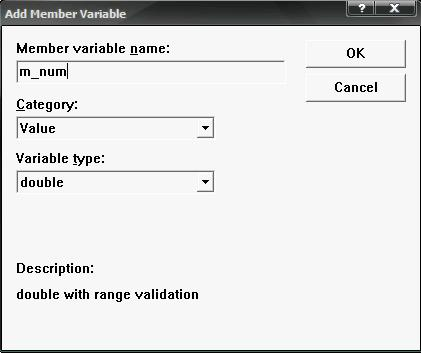 Add Member Variable
? X
Member variable name:
OK
m_num
Cancel
Category:
Value
Variable type:
double
Description:
double with range validation